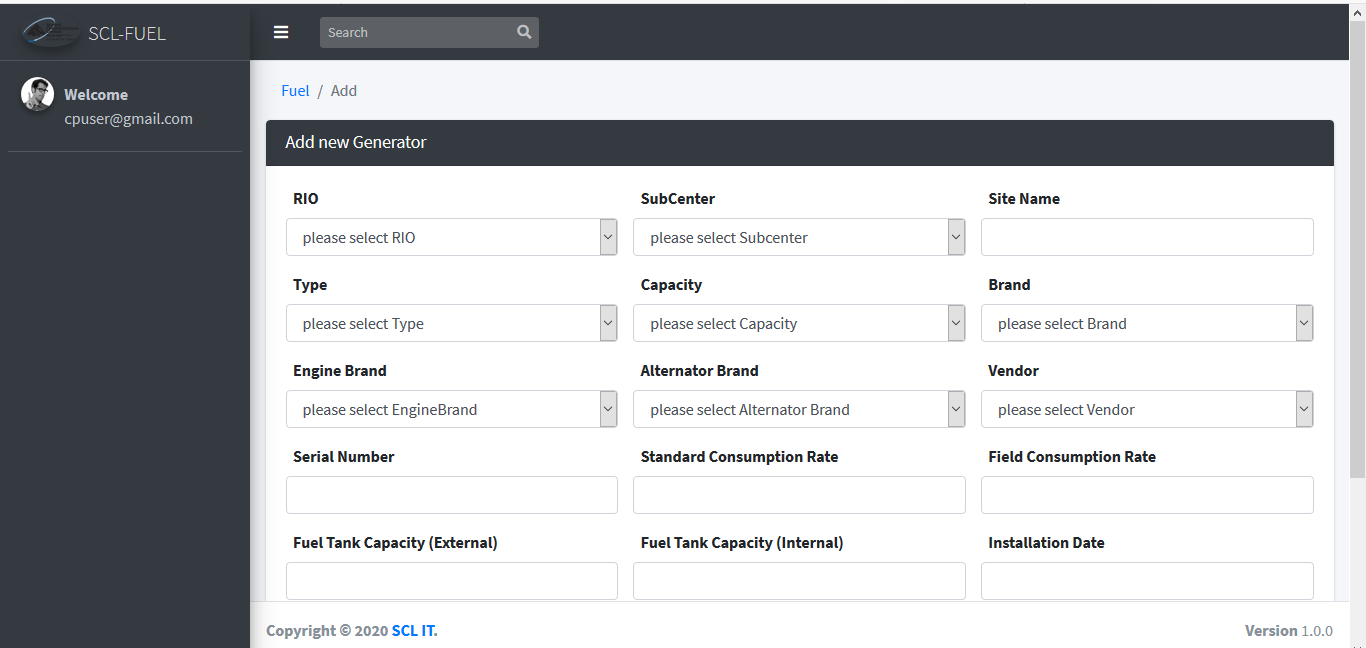 SCL-FUEL
Search
Welcome
cpuser@gmail.com
Fuel / Add
Add new Generator
RIO SubCenter Site Name
please select RIO please select Subcenter
Type Capacity Brand
please select Type please select Capacity please select Brand
Engine Brand Alternator Brand Vendor
please select EngineBrand please select Alternator Brand please select Vendor
Serial Number Standard Consumption Rate Field Consumption Rate
Fuel Tank Capacity (External) Fuel Tank Capacity (Internal) Installation Date
Copyright © 2020 SCL IT. Version 1.0.0